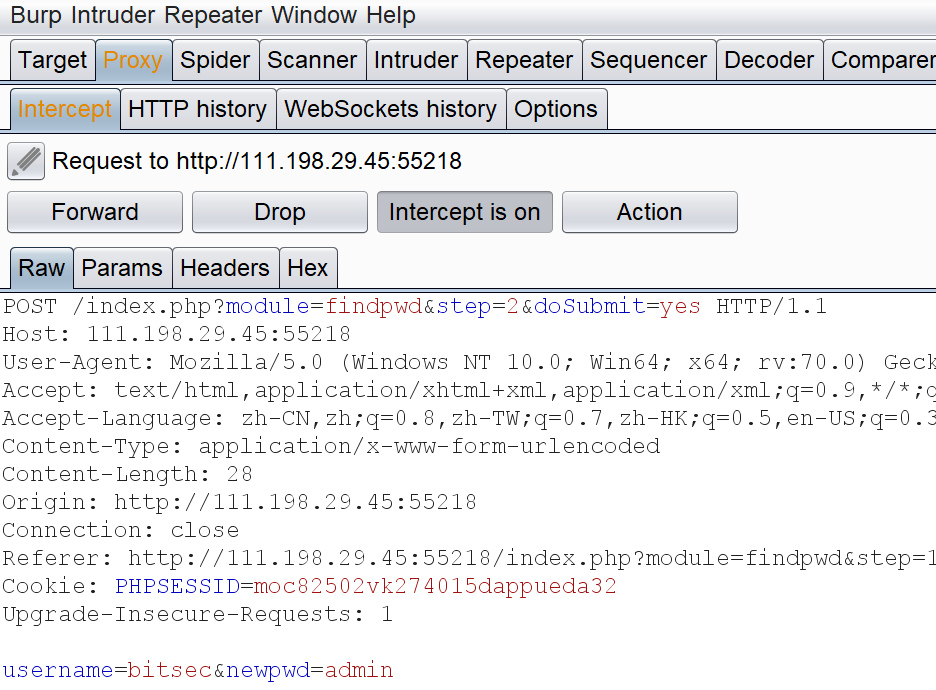 Burp Intruder Repeater Window Help
Target Proxy Spider Scanner Intruder Repeater Sequencer Decoder Comparer
Intercept HTTP history WebSockets history Options
Request to http://111.198.29.45:55218
Forward Drop Intercept is on Action
Raw Params Headers Hex
POST /index.php?module=findpwd&step=2&doSubmit=yes HTTP/1.1
Host: 111.198.29.45:55218
User-Agent: Mozilla/5.0 (Windows NT 10.0; Win64; x64; rv:70.0) Geck
Accept: text/html,application/xhtml+xml,application/xml;q=0.9,*/*;q
Accept-Language: zh-CN,zh;q=0.8,zh-TW;q=0.7,zh-HK;q=0.5,en-US;q=0.3
Content-Type: application/x-www-form-urlencoded
Content-Length: 28
Origin: http://111.198.29.45:55218
Connection: close
Referer: http://111.198.29.45:55218/index.php?module=findpwd&step=1
Cookie: PHPSESSID=moc82502vk274015dappueda32
Upgrade-Insecure-Requests: 1
username=bitsec&newpwd=admin